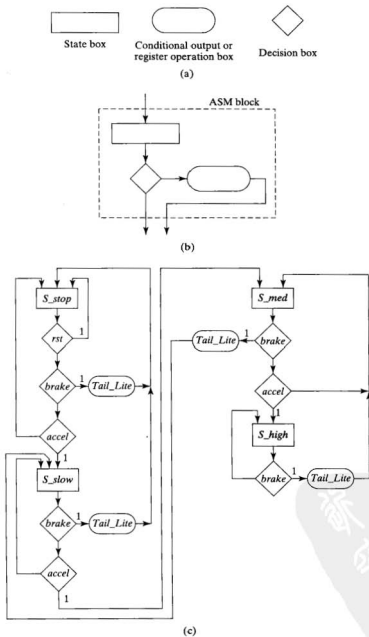 State box
Conditional output or
register operation box
Decision box
(a)
ASM block
(b)
S_stop
rst
1
brake
1
Tail_Lite
accel
1
S_slow
brake
1
Tail_Lite
accel
1
S_med
Tail_Lite
1
brake
accel
1
S_high
brake
1
Tail_Lite
(c)